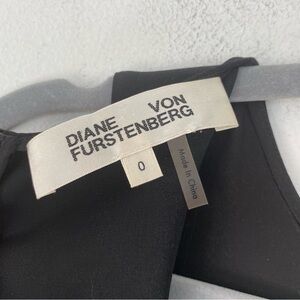 DIANE VON
FURSTENBERG
0
Made In China